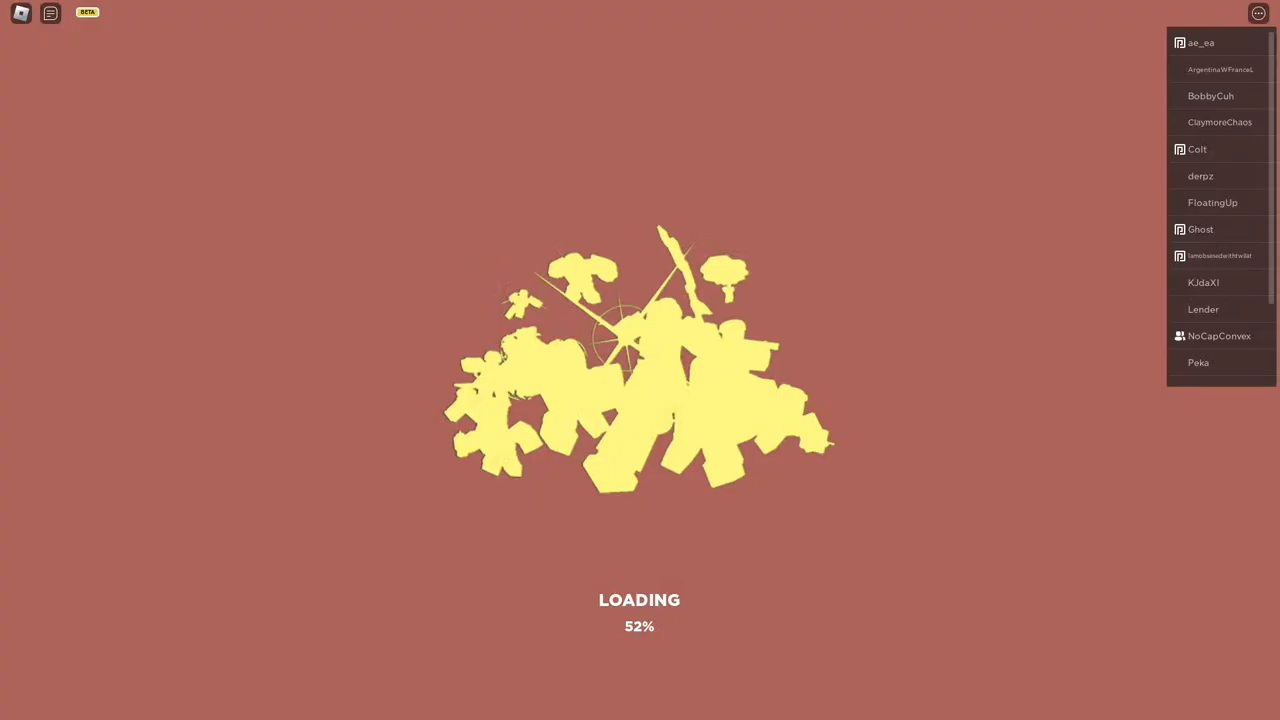 BETA
ae_ea
ArgentinaWFranceL
BobbyCuh
ClaymoreChaos
Colt
derpz
FloatingUp
Ghost
KJdaXI
Lender
NoCapConvex
Peka
LOADING
52%